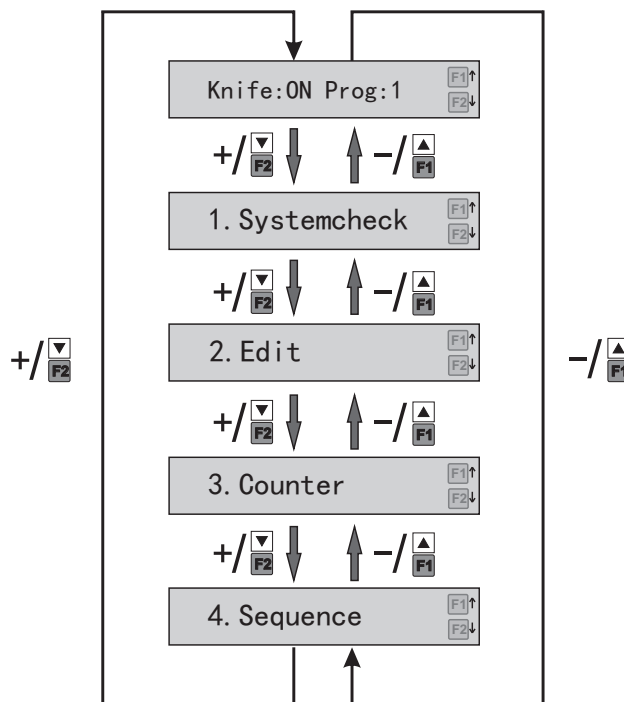 Knife:ON Prog:1 F1↑
F2↓
+/▼ F2 −/▲ F1
1.Systemcheck F1↑
F2↓
+/▼ F2 −/▲ F1
2.Edit F1↑
F2↓
+/▼ F2 −/▲ F1
+/▼ F2 −/▲ F1
3.Counter F1↑
F2↓
+/▼ F2 −/▲ F1
4.Sequence F1↑
F2↓